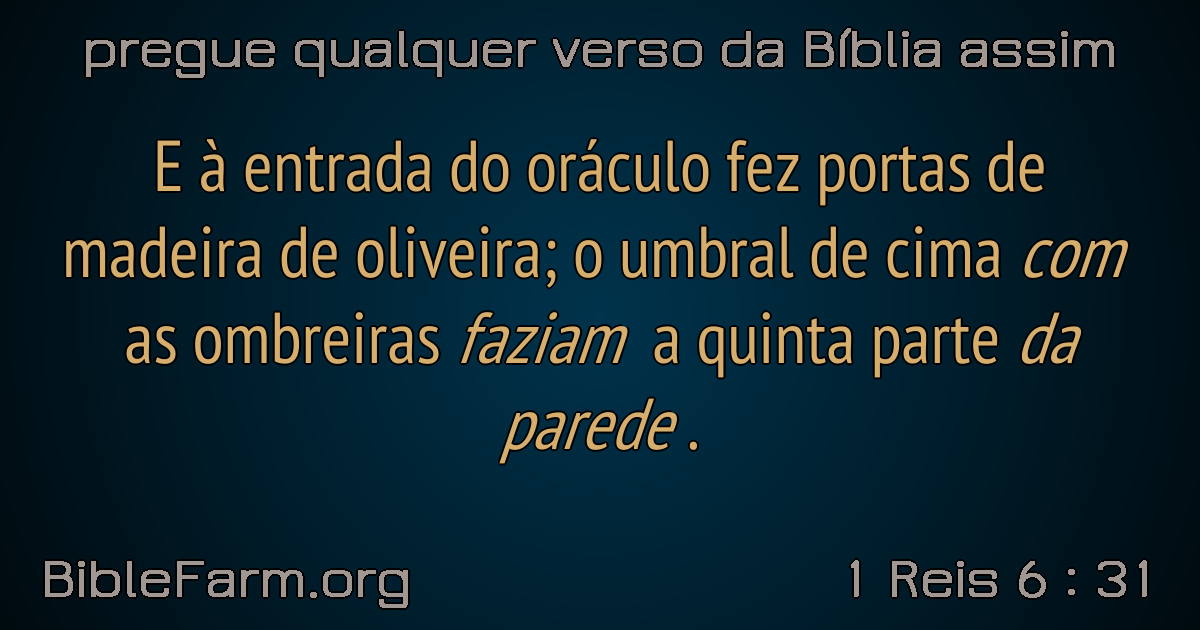 pregue qualquer verso da Bíblia assim
E à entrada do oráculo fez portas de
madeira de oliveira; o umbral de cima com
as ombreiras faziam a quinta parte da
parede .
BibleFarm.org
1 Reis 6 : 31